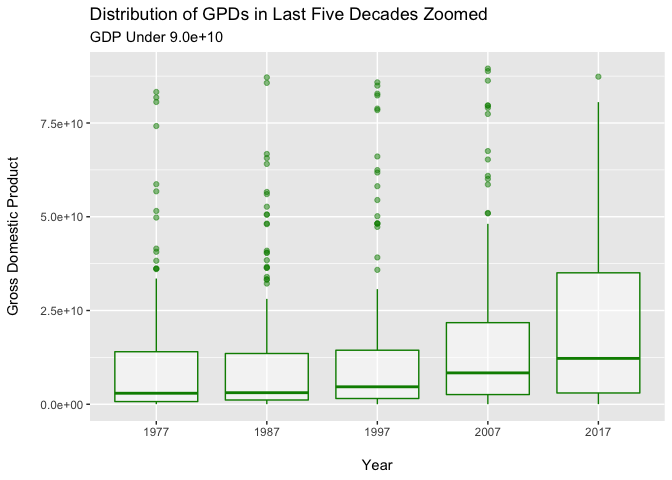 Distribution of GPDs in Last Five Decades Zoomed
GDP Under 9.0e+10
Gross Domestic Product
7.5e+10
5.0e+10
2.5e+10
0.0e+00
1977 1987 1997 2007 2017
Year